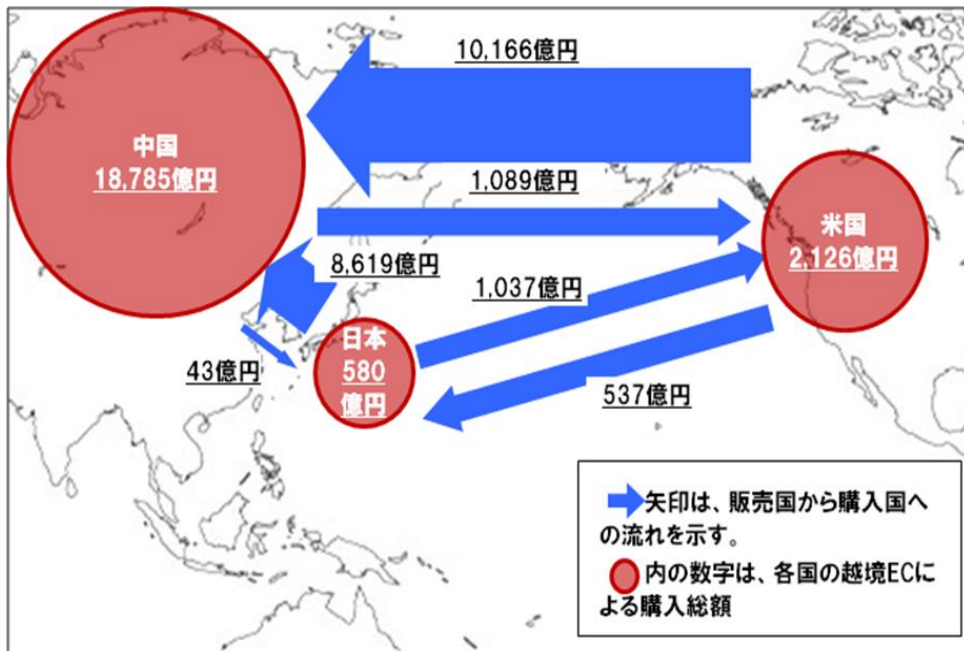 10,166億円
中国
18,785億円
1,089億円
米国
2,126億円
8,619億円
1,037億円
日本
580
億円
43億円
537億円
矢印は、販売国から購入国へ
の流れを示す。
内の数字は、各国の越境ECに
よる購入総額